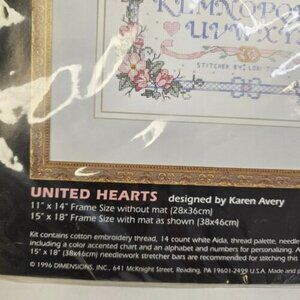 KLMNOPQ
UVWXY
STITCHED BY: LORI
UNITED HEARTS designed by Karen Avery
11" x 14" Frame Size without mat (28x36cm)
15" x 18" Frame Size with mat as shown (38x46cm)
Kit contains cotton embroidery thread, 14 count white Aida, thread palette, needle
including a color accented chart and an alphabet and numbers for personalizing. A
15" x 18" (38x46cm) needlework stretcher bars are recommended for stitching this
© 1996 DIMENSIONS, INC., 641 McKnight Street, Reading, PA 19601-2499 U.S.A. Made and p